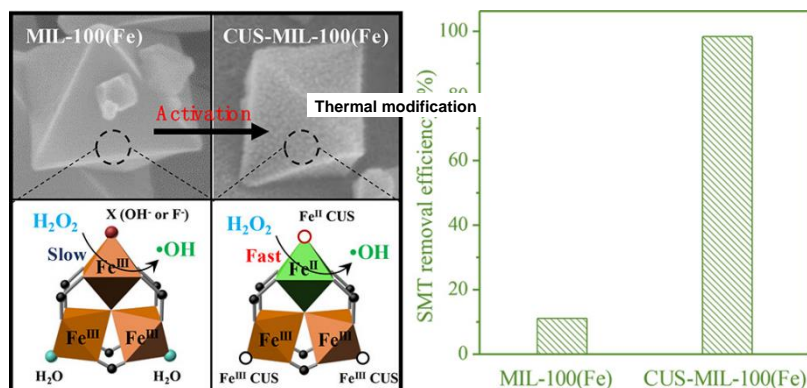 MIL-100(Fe)
CUS-MIL-100(Fe)
Activation
Thermal modification
X (OH⁻ or F⁻)
H₂O₂
Slow
•OH
Feᴵᴵᴵ
Feᴵᴵᴵ
Feᴵᴵᴵ
H₂O
H₂O
Feᴵᴵ CUS
H₂O₂
Fast
•OH
Feᴵᴵ
Feᴵᴵᴵ
Feᴵᴵᴵ
Feᴵᴵᴵ CUS
Feᴵᴵᴵ CUS
SMT removal efficiency %)
100
80
60
20
10
0
MIL-100(Fe)
CUS-MIL-100(Fe)